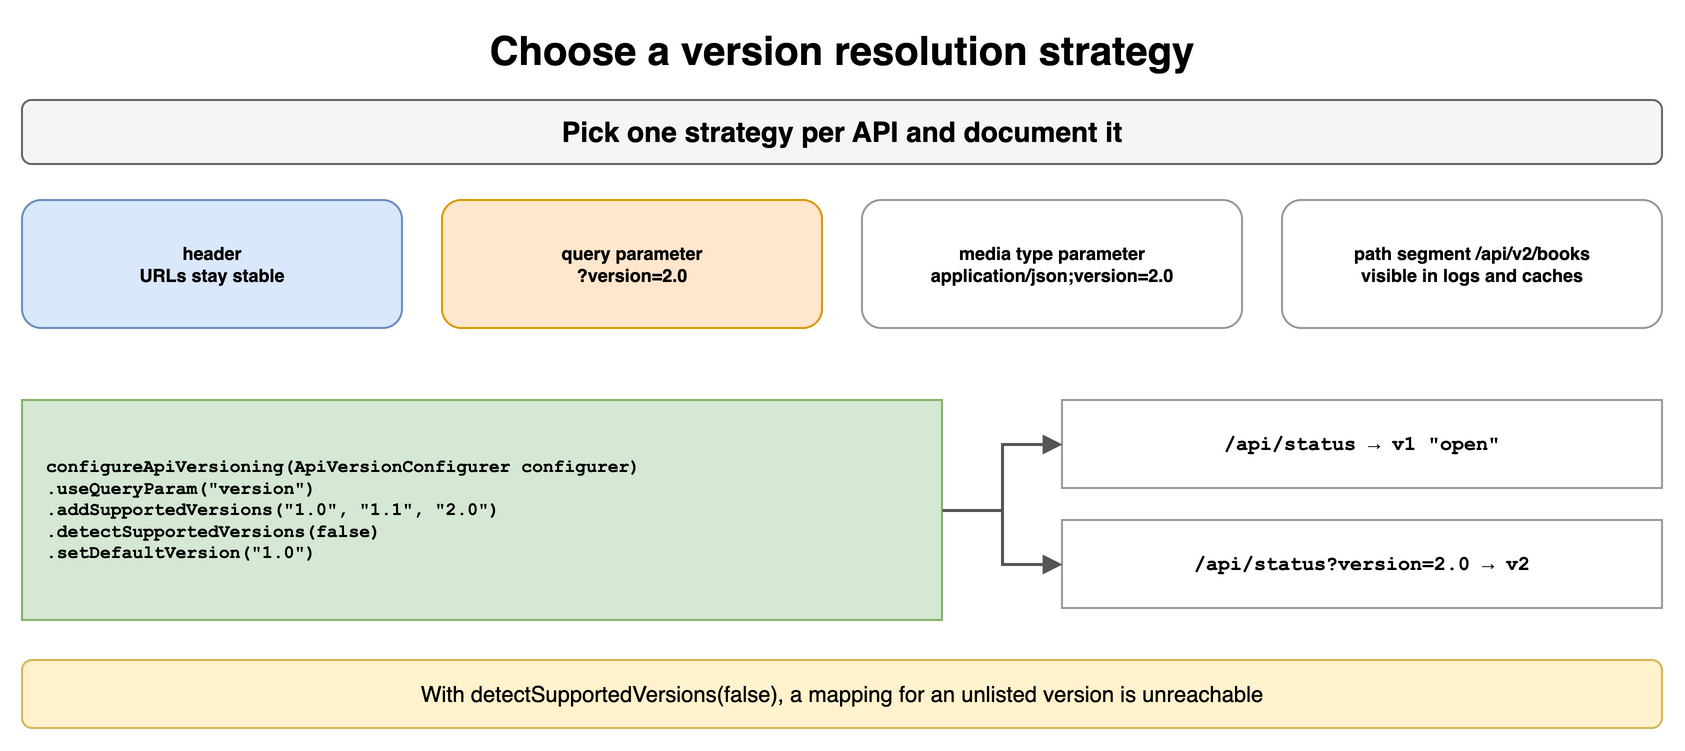 Choose a version resolution strategy
Pick one strategy per API and document it
header
URLs stay stable
query parameter
?version=2.0
media type parameter
application/json;version=2.0
path segment /api/v2/books
visible in logs and caches
configureApiVersioning(ApiVersionConfigurer configurer)
.useQueryParam("version")
.addSupportedVersions("1.0", "1.1", "2.0")
.detectSupportedVersions(false)
.setDefaultVersion("1.0")
/api/status → v1 "open"
/api/status?version=2.0 → v2
With detectSupportedVersions(false), a mapping for an unlisted version is unreachable